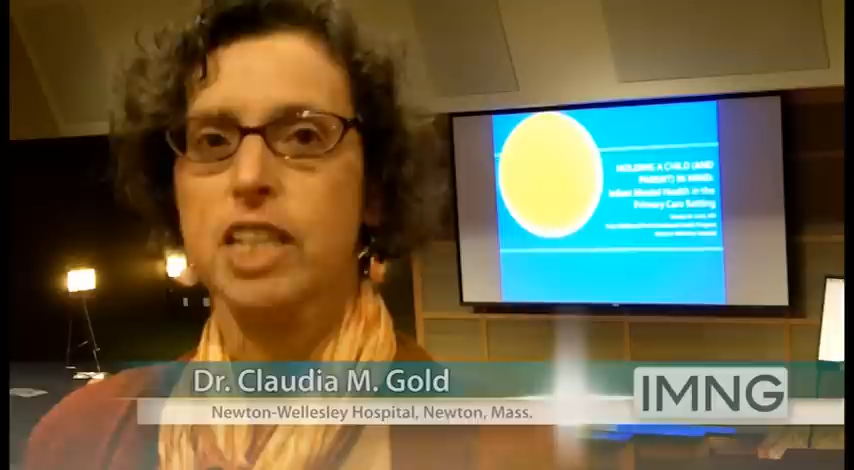 HOLDING A CHILD (AND
PARENT) IN MIND:
Infant Mental Health in the
Primary Care Setting
Dr. Claudia M. Gold
IMNG
Newton-Wellesley Hospital, Newton, Mass.